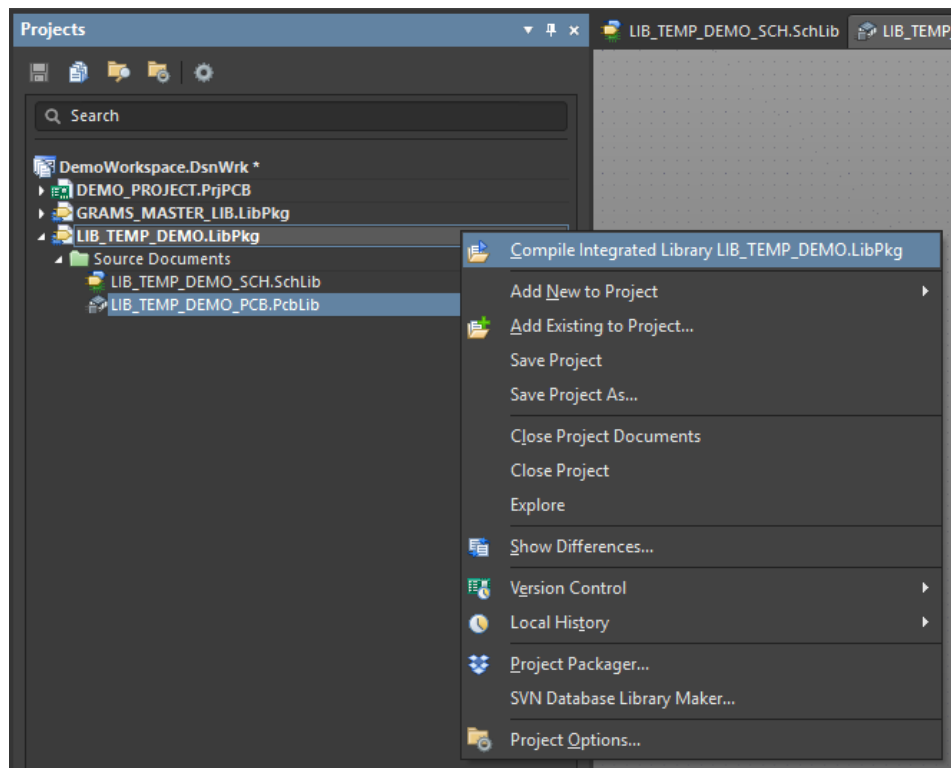 Projects
LIB_TEMP_DEMO_SCH.SchLib
LIB_TEMP
Search
DemoWorkspace.DsnWrk *
DEMO_PROJECT.PrjPCB
GRAMS_MASTER_LIB.LibPkg
LIB_TEMP_DEMO.LibPkg
Source Documents
LIB_TEMP_DEMO_SCH.SchLib
LIB_TEMP_DEMO_PCB.PcbLib
Compile Integrated Library LIB_TEMP_DEMO.LibPkg
Add New to Project
Add Existing to Project...
Save Project
Save Project As...
Close Project Documents
Close Project
Explore
Show Differences...
Version Control
Local History
Project Packager...
SVN Database Library Maker...
Project Options...